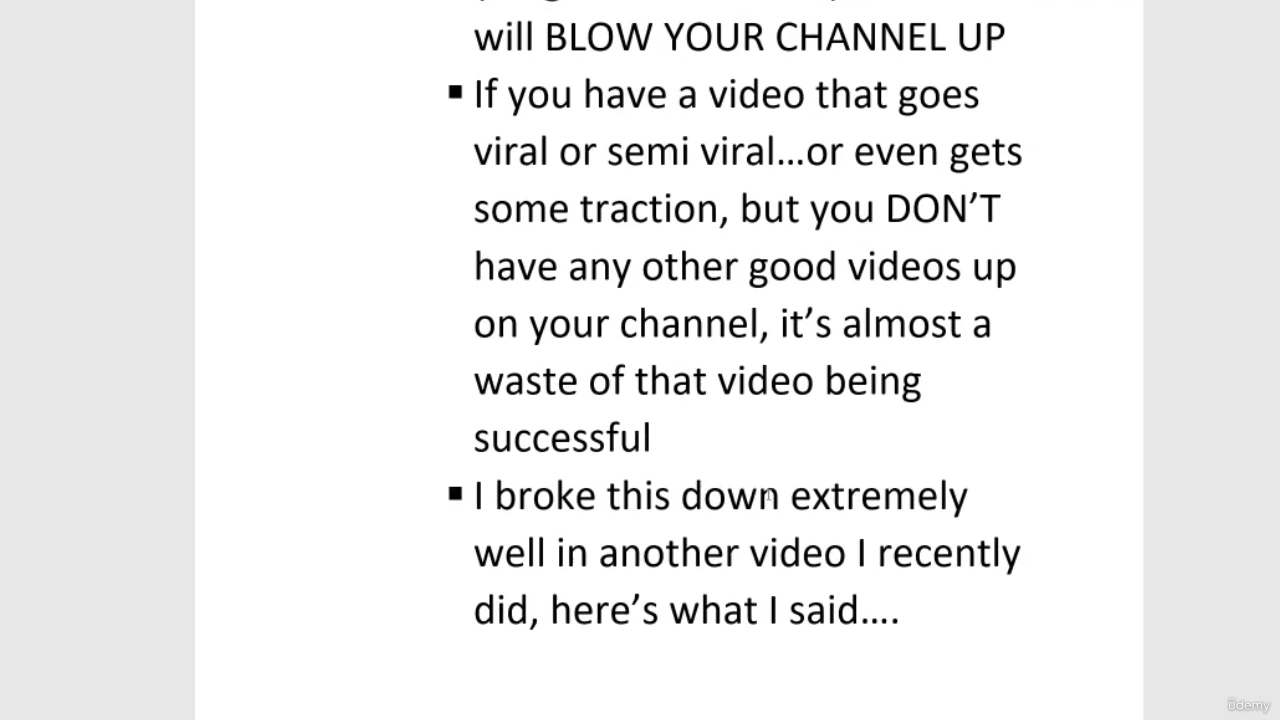 will BLOW YOUR CHANNEL UP
▪ If you have a video that goes
viral or semi viral…or even gets
some traction, but you DON’T
have any other good videos up
on your channel, it’s almost a
waste of that video being
successful
▪ I broke this down extremely
well in another video I recently
did, here’s what I said….
ûdemy